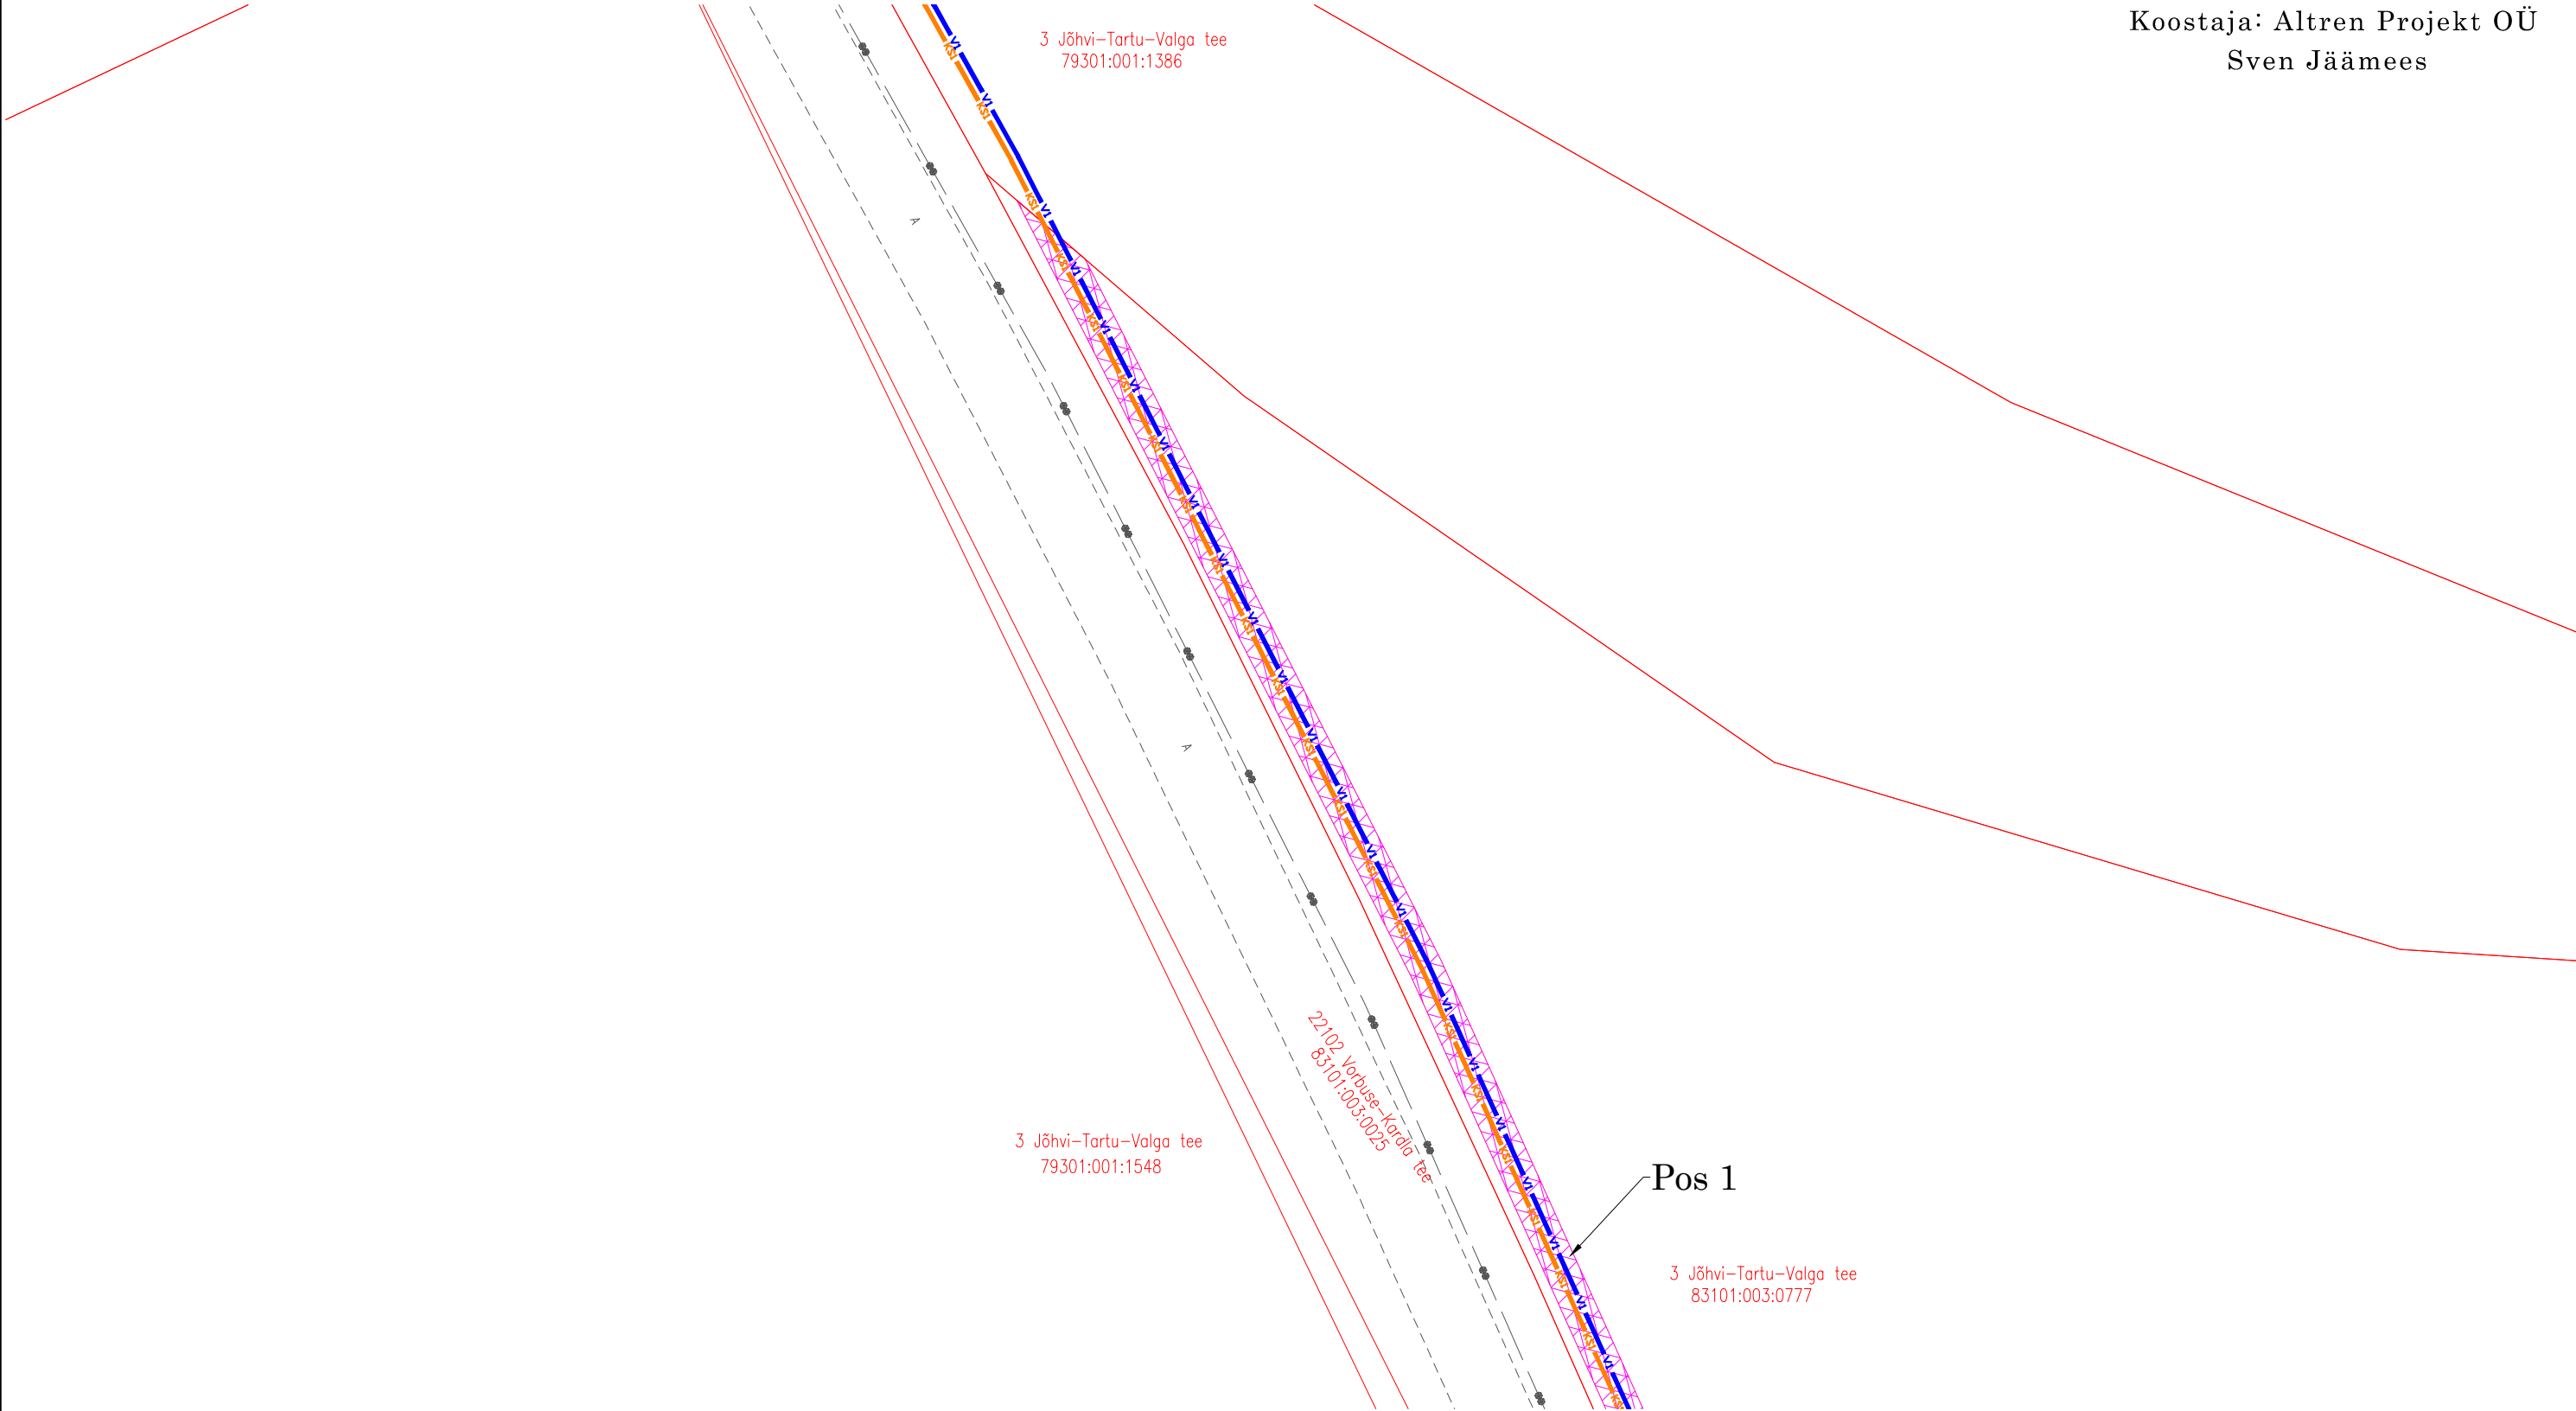 Koostaja: Altren Projekt OÜ
Sven Jäämees
3 Jõhvi-Tartu-Valga tee
79301:001:1386
V1
KS1
A
A
22102 Vorbuse-Kardla tee
83101:003:0025
3 Jõhvi-Tartu-Valga tee
79301:001:1548
Pos 1
3 Jõhvi-Tartu-Valga tee
83101:003:0777